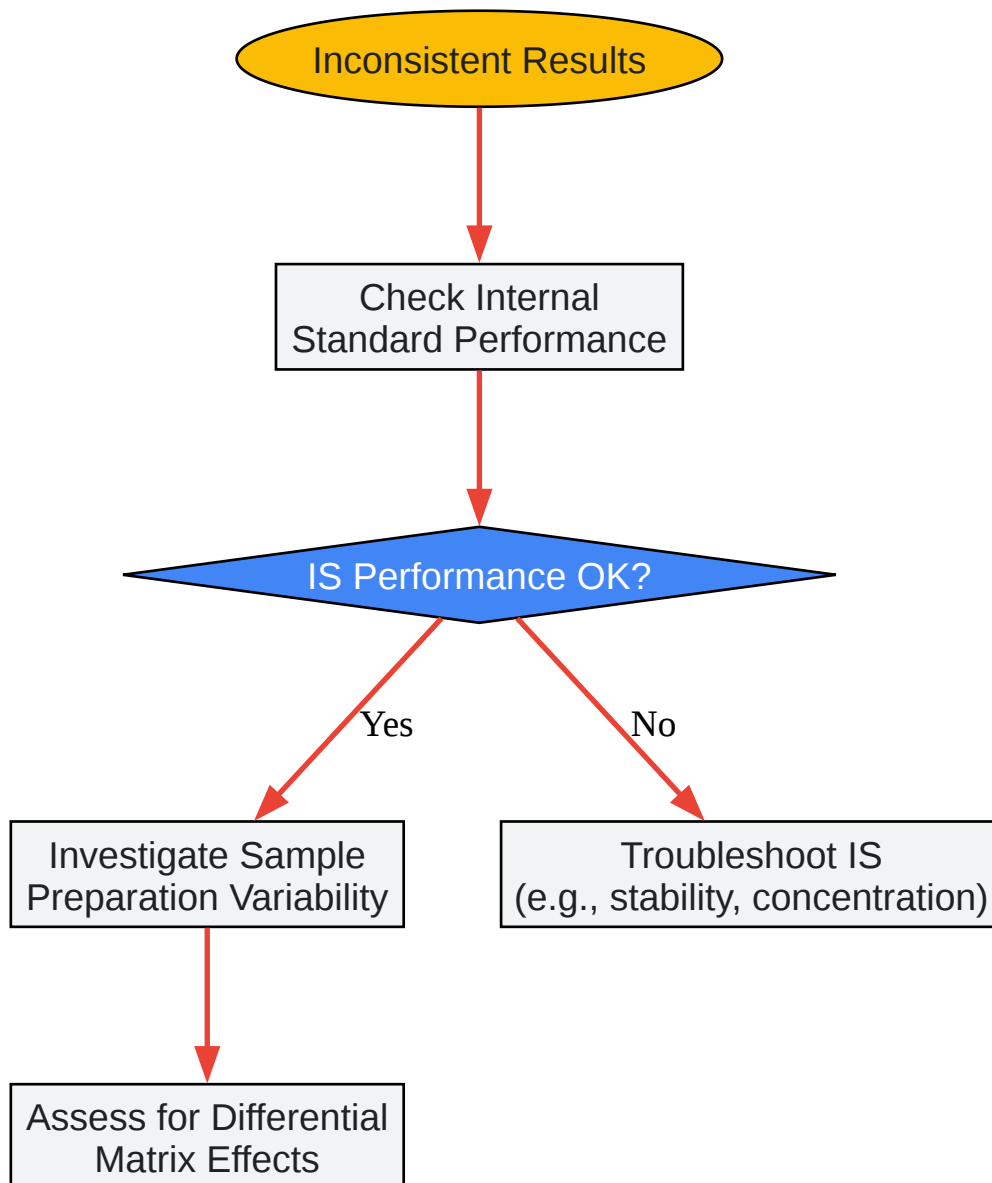 Inconsistent Results
Check Internal
Standard Performance
IS Performance OK?
Yes
No
Investigate Sample
Preparation Variability
Troubleshoot IS
(e.g., stability, concentration)
Assess for Differential
Matrix Effects